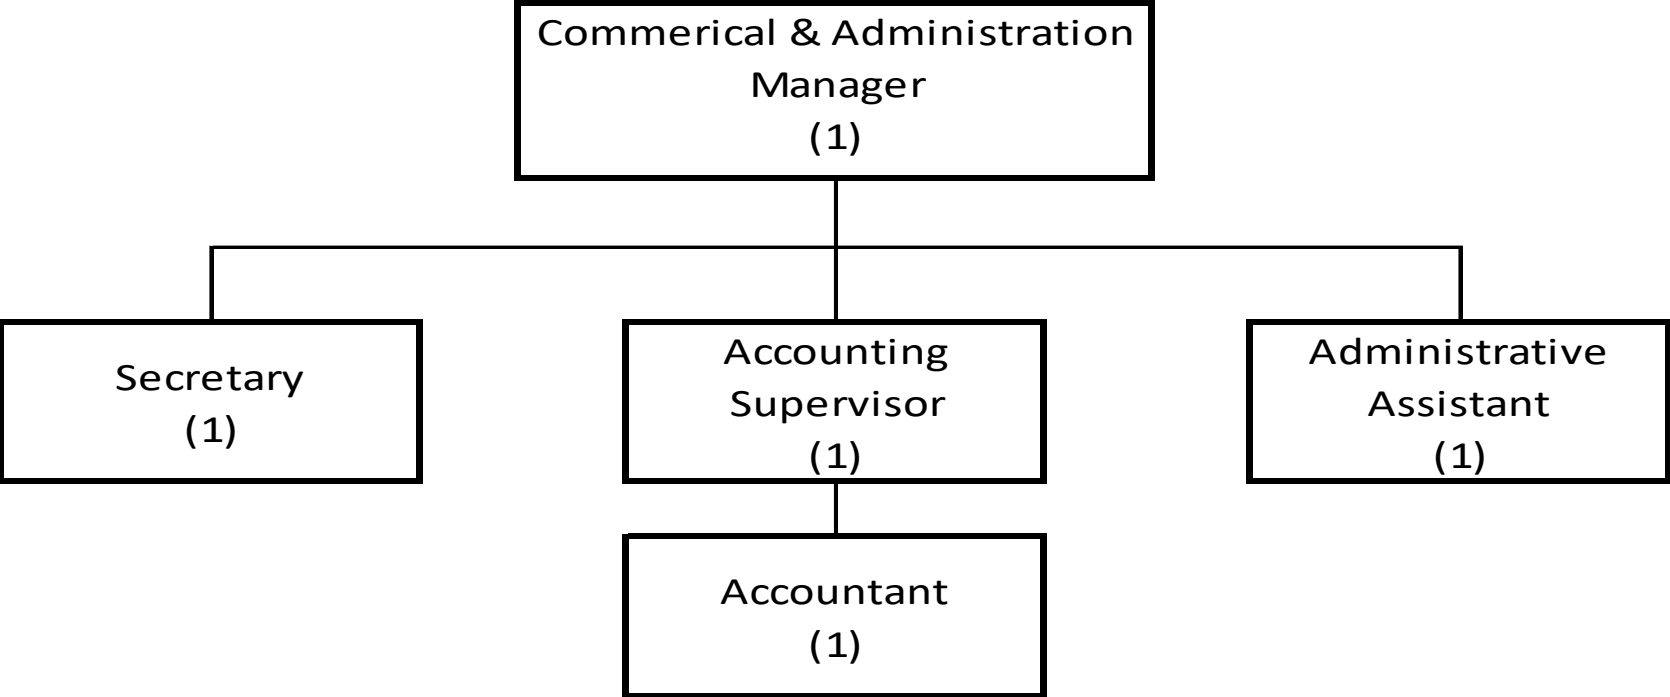 Commerical & Administration
Manager
(1)
Secretary
(1)
Accounting
Supervisor
(1)
Administrative
Assistant
(1)
Accountant
(1)